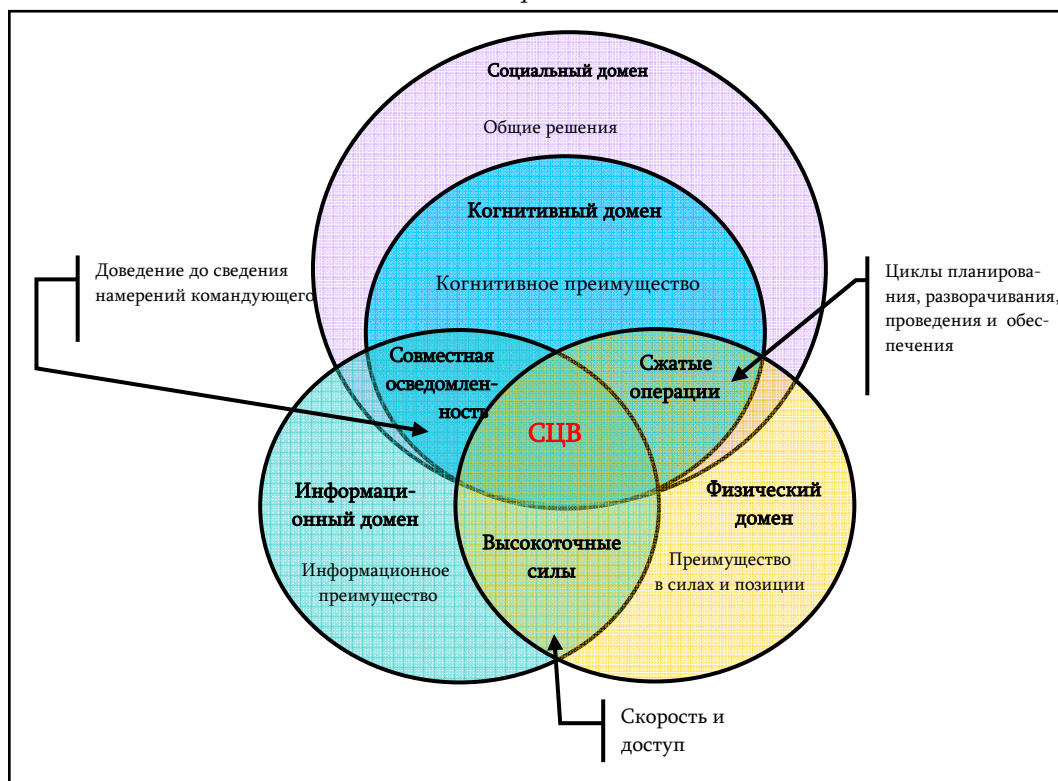 Социальный домен
Общие решения
Когнитивный домен
Когнитивное преимущество
Доведение до сведения
намерений командующего
Циклы планирова-
ния, разворачивания,
проведения и обес-
печения
Совместная
осведомлен-
ность
Сжатые
операции
СЦВ
Информаци-
онный домен
Информационное
преимущество
Высокоточные
силы
Физический
домен
Преимущество
в силах и позиции
Скорость и
доступ